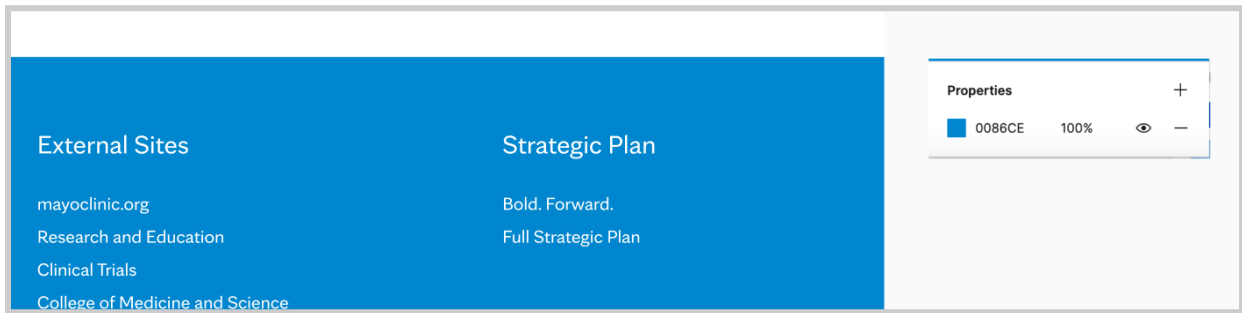 External Sites
mayoclinic.org
Research and Education
Clinical Trials
College of Medicine and Science
Strategic Plan
Bold. Forward.
Full Strategic Plan
Properties
0086CE 100%